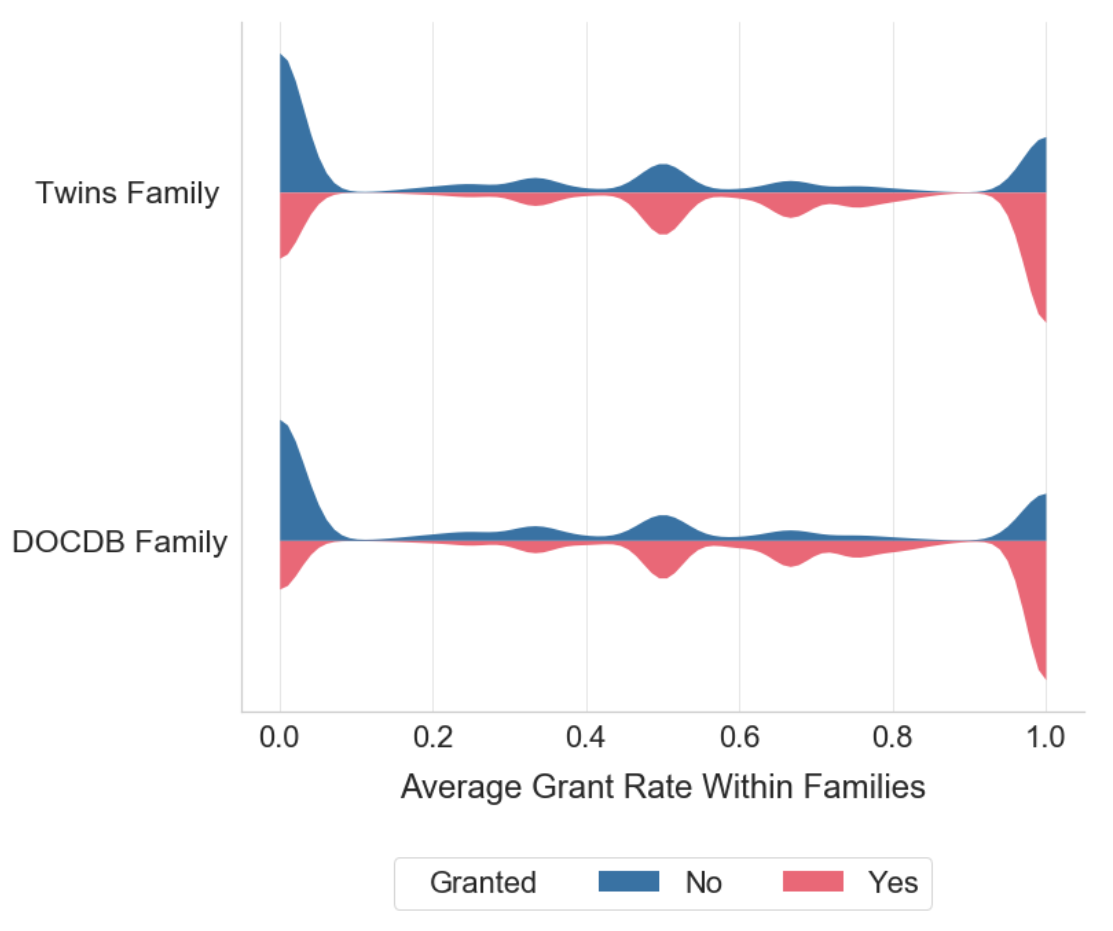 Twins Family
DOCDB Family
0.0 0.2 0.4 0.6 0.8 1.0
Average Grant Rate Within Families
Granted No Yes